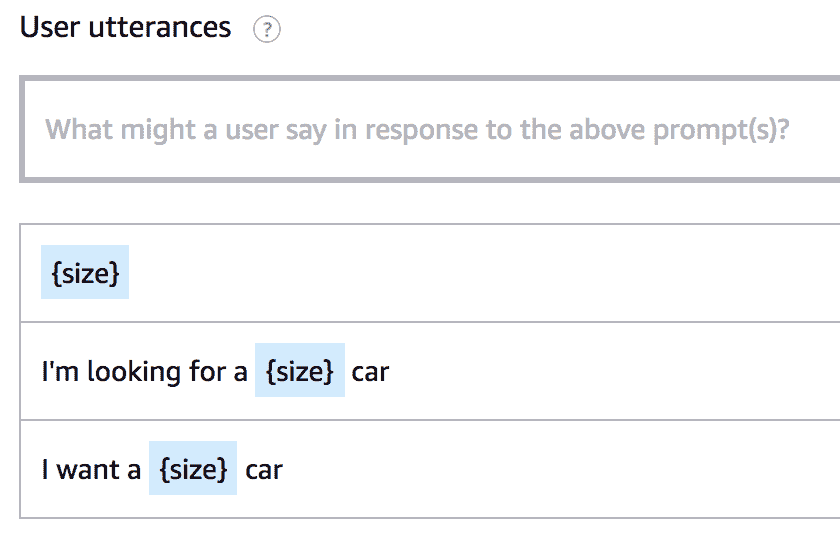 User utterances ?
What might a user say in response to the above prompt(s)?
{size}
I'm looking for a {size} car
I want a {size} car